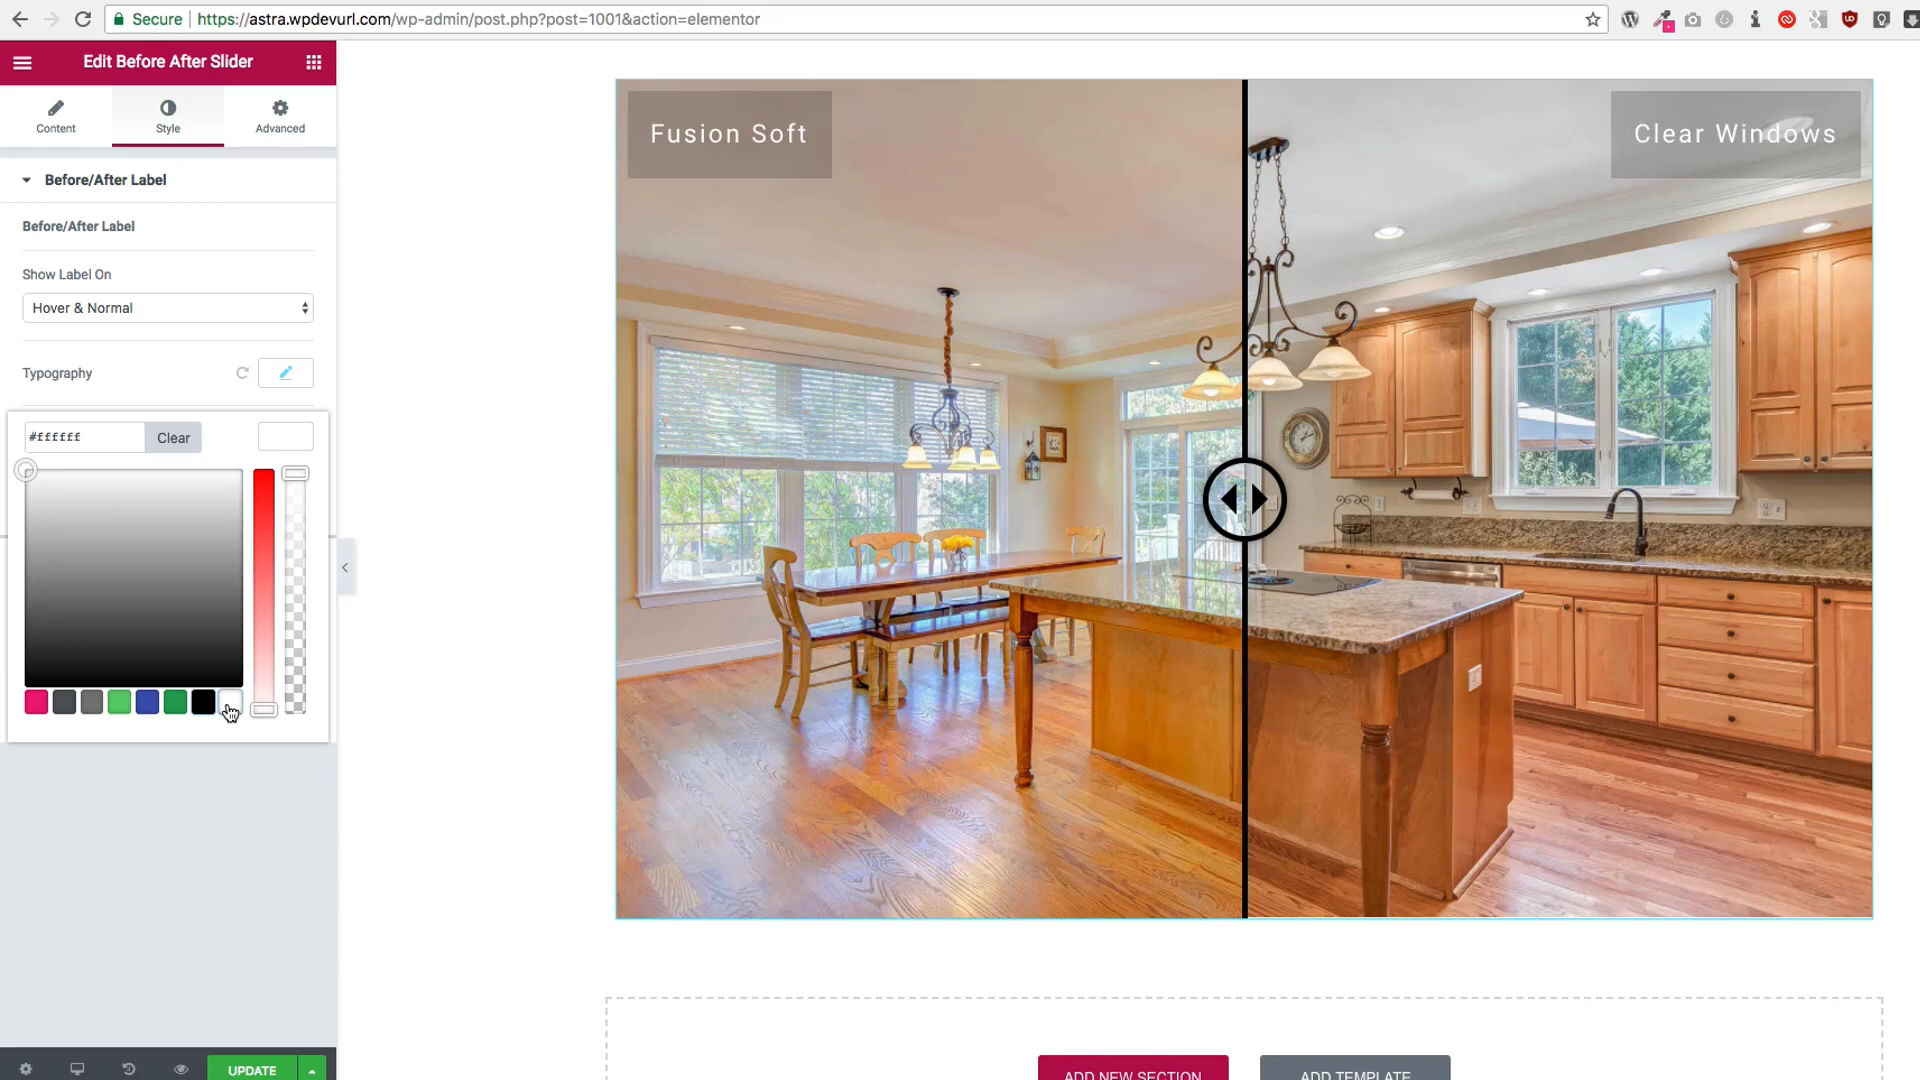 Secure
https://astra.wpdevurl.com/wp-admin/post.php?post=1001&action=elementor
Edit Before After Slider
Content
Style
Advanced
Before/After Label
Before/After Label
Show Label On
Hover & Normal
Typography
#ffffff
Clear
UPDATE
Fusion Soft
Clear Windows
ADD NEW SECTION
ADD TEMPLATE